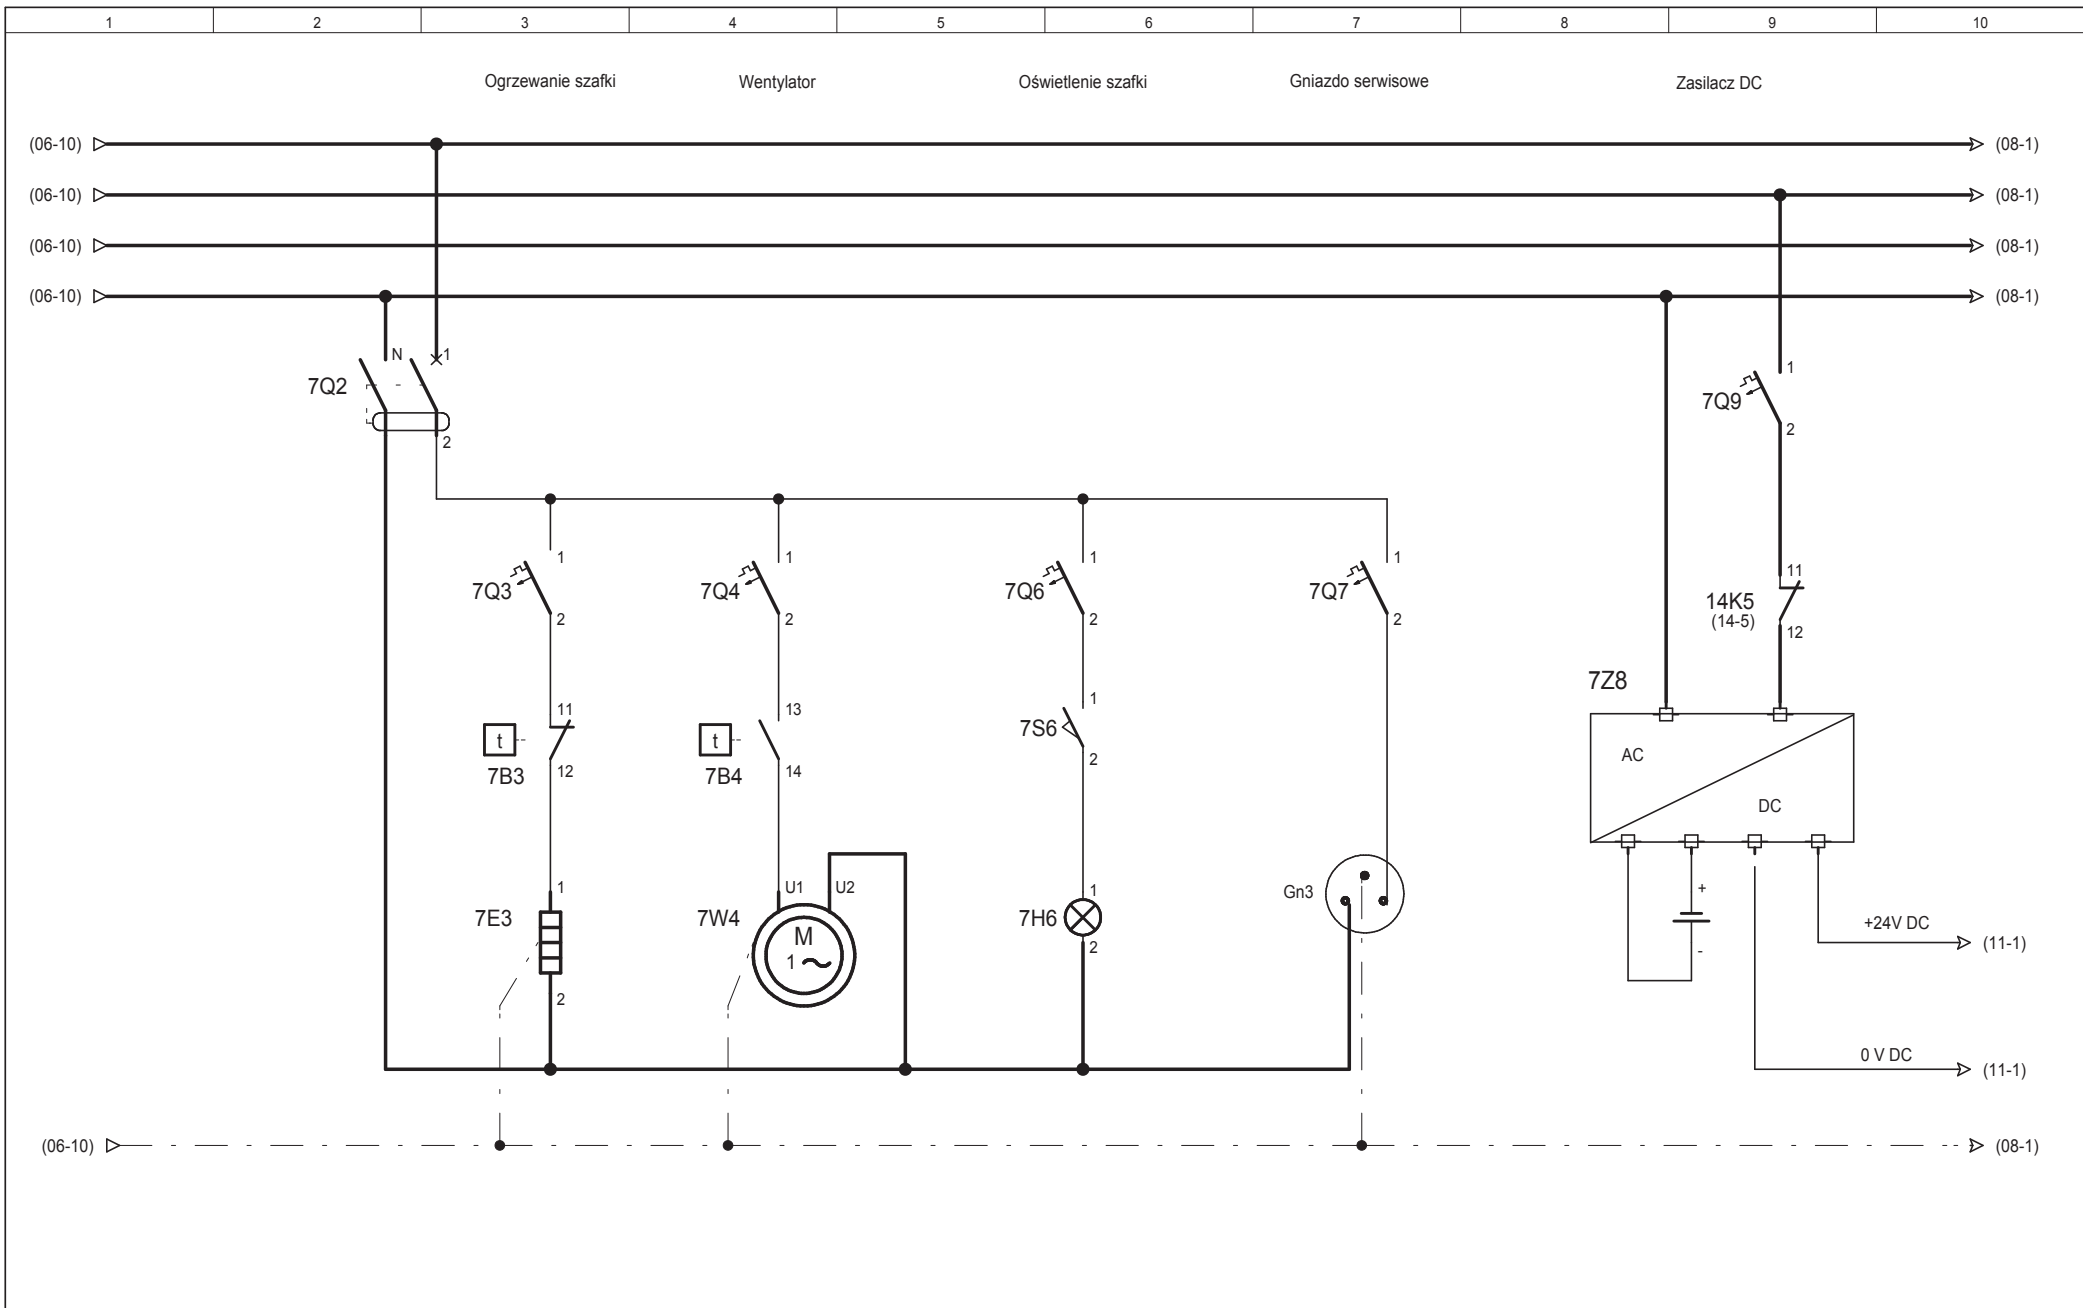 1 2 3 4 5 6 7 8 9 10
Ogrzewanie szafki Wentylator Oświetlenie szafki Gniazdo serwisowe Zasilacz DC
(06-10) (08-1)
(06-10) (08-1)
(06-10) (08-1)
(06-10) (08-1)
N 1
7Q2
2
1
7Q9
2
1 1 1 1
7Q3 7Q4 7Q6 7Q7
2 2 2 2
11
14K5
(14-5)
12
7Z8
11 13 1
t t 7S6
7B3 7B4
12 14 2
AC
DC
1 U1 U2 1
7E3 7W4 7H6 Gn3
M
1
2 2
+
-
+24V DC (11-1)
0 V DC (11-1)
(06-10) (08-1)